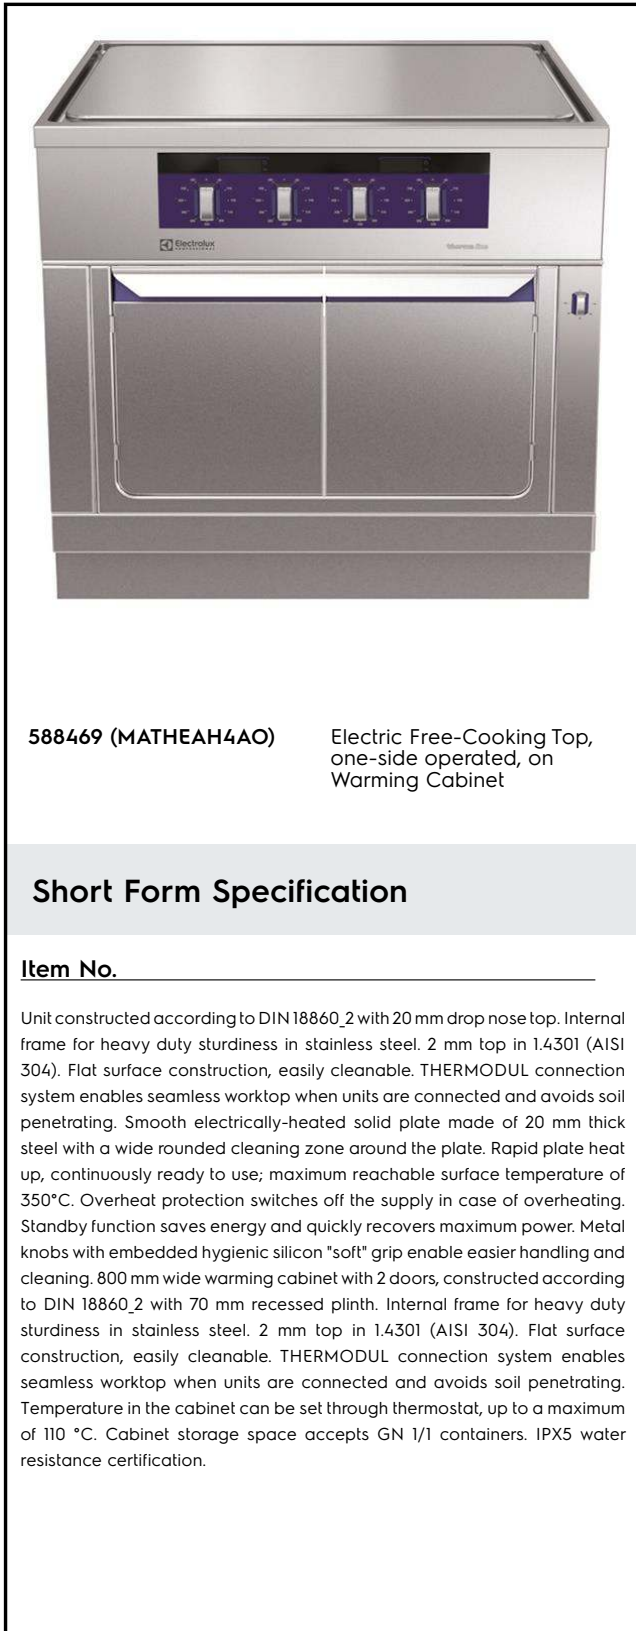 Electrolux
PROFESSIONAL
thermaline
588469 (MATHEAH4AO)
Electric Free-Cooking Top,
one-side operated, on
Warming Cabinet
Short Form Specification
Item No.
Unit constructed according to DIN 18860_2 with 20 mm drop nose top. Internal
frame for heavy duty sturdiness in stainless steel. 2 mm top in 1.4301 (AISI
304). Flat surface construction, easily cleanable. THERMODUL connection
system enables seamless worktop when units are connected and avoids soil
penetrating. Smooth electrically-heated solid plate made of 20 mm thick
steel with a wide rounded cleaning zone around the plate. Rapid plate heat
up, continuously ready to use; maximum reachable surface temperature of
350°C. Overheat protection switches off the supply in case of overheating.
Standby function saves energy and quickly recovers maximum power. Metal
knobs with embedded hygienic silicon "soft" grip enable easier handling and
cleaning. 800 mm wide warming cabinet with 2 doors, constructed according
to DIN 18860_2 with 70 mm recessed plinth. Internal frame for heavy duty
sturdiness in stainless steel. 2 mm top in 1.4301 (AISI 304). Flat surface
construction, easily cleanable. THERMODUL connection system enables
seamless worktop when units are connected and avoids soil penetrating.
Temperature in the cabinet can be set through thermostat, up to a maximum
of 110 °C. Cabinet storage space accepts GN 1/1 containers. IPX5 water
resistance certification.